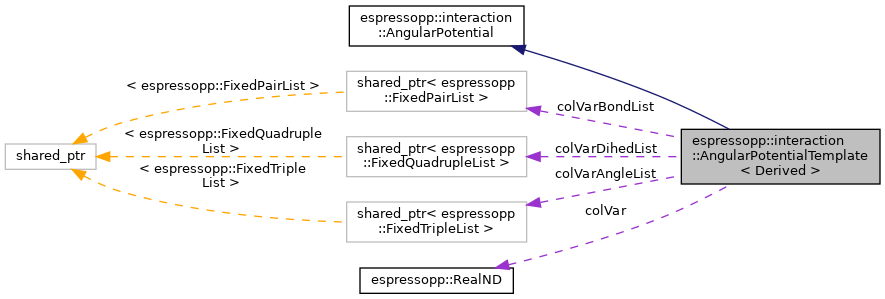 espressopp::interaction
::AngularPotential
< espressopp::FixedPairList >
shared_ptr< espressopp
::FixedPairList >
colVarBondList
espressopp::interaction
::AngularPotentialTemplate
< Derived >
shared_ptr
< espressopp::FixedQuadruple
List >
shared_ptr< espressopp
::FixedQuadrupleList >
colVarDihedList
< espressopp::FixedTriple
List >
shared_ptr< espressopp
::FixedTripleList >
colVarAngleList
colVar
espressopp::RealND